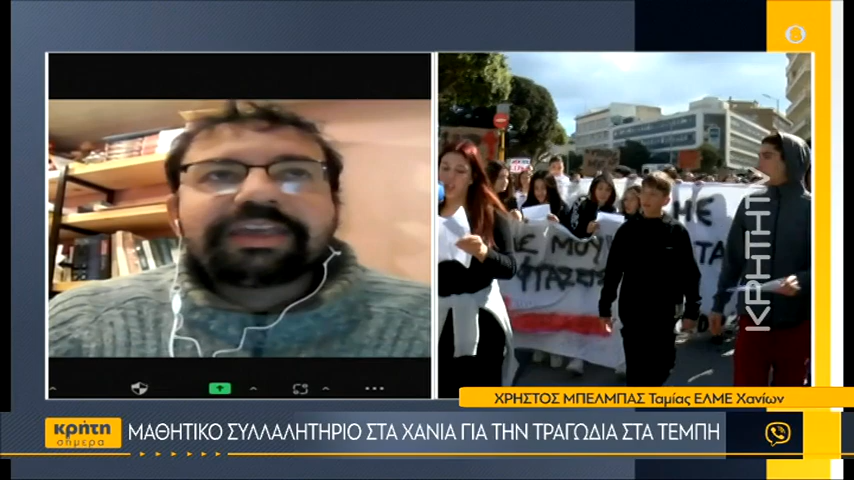 ΚΡΗΤΗ
ΧΡΗΣΤΟΣ ΜΠΕΛΜΠΑΣ Ταμίας ΕΛΜΕ Χανίων
κρήτη
σήμερα
ΜΑΘΗΤΙΚΟ ΣΥΛΛΑΛΗΤΗΡΙΟ ΣΤΑ ΧΑΝΙΑ ΓΙΑ ΤΗΝ ΤΡΑΓΩΔΙΑ ΣΤΑ ΤΕΜΠΗ